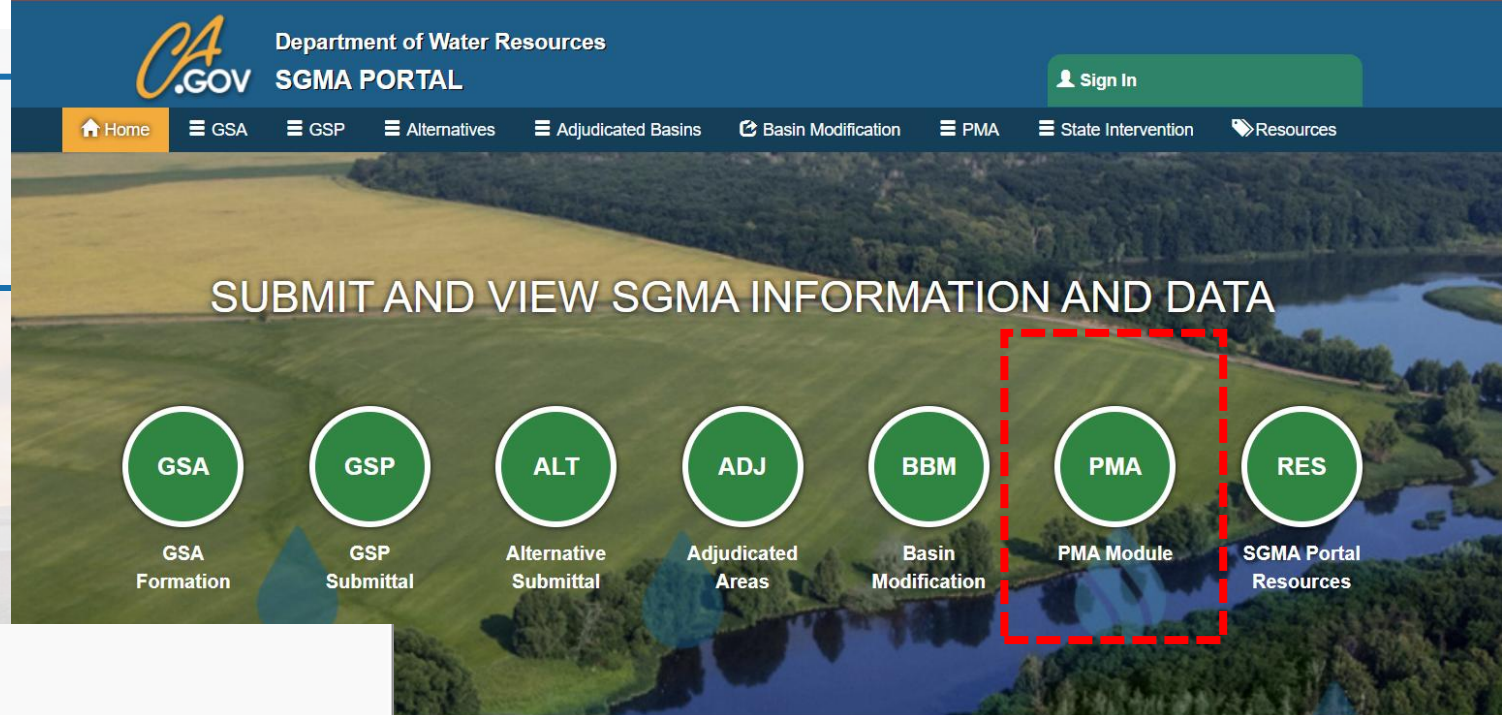 CA.GOV
Department of Water Resources
SGMA PORTAL
Sign In
Home GSA GSP Alternatives Adjudicated Basins Basin Modification PMA State Intervention Resources
SUBMIT AND VIEW SGMA INFORMATION AND DATA
GSA GSP ALT ADJ BBM PMA RES
GSA Formation
GSP Submittal
Alternative Submittal
Adjudicated Areas
Basin Modification
PMA Module
SGMA Portal Resources